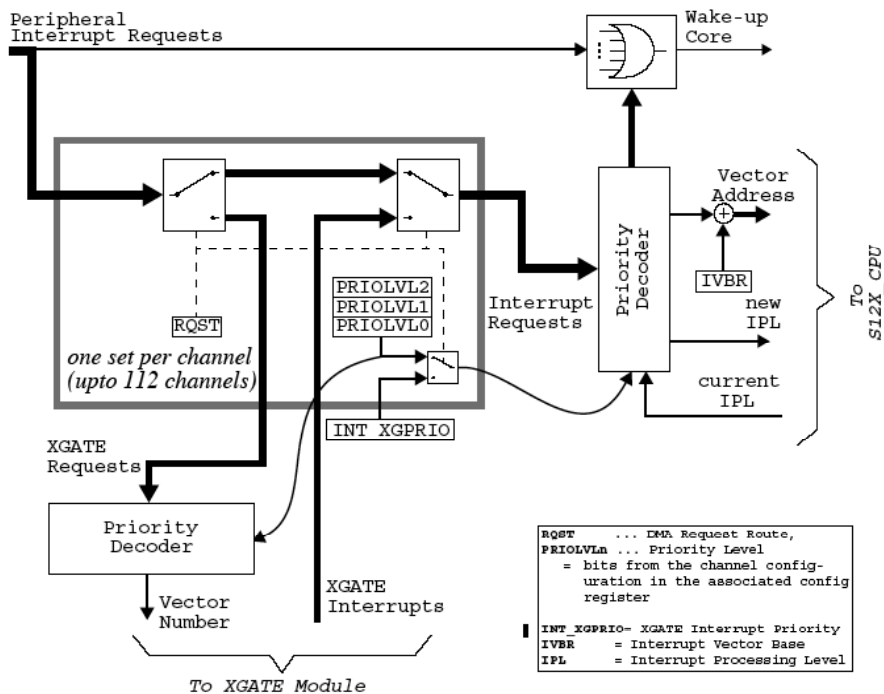 Peripheral
Interrupt Requests
Wake-up
Core
Vector
Address
Priority
Decoder
IVBR
PRIOLVL2
PRIOLVL1
PRIOLVL0
RQST
Interrupt
Requests
new
IPL
To
S12X_CPU
one set per channel
(upto 112 channels)
current
IPL
INT XGPRIO
XGATE
Requests
Priority
Decoder
XGATE
Interrupts
Vector
Number
To XGATE Module
RQST ... DMA Request Route,
PRIOLVLn ... Priority Level
= bits from the channel config-
uration in the associated config
register
INT_XGPRIO= XGATE Interrupt Priority
IVBR = Interrupt Vector Base
IPL = Interrupt Processing Level